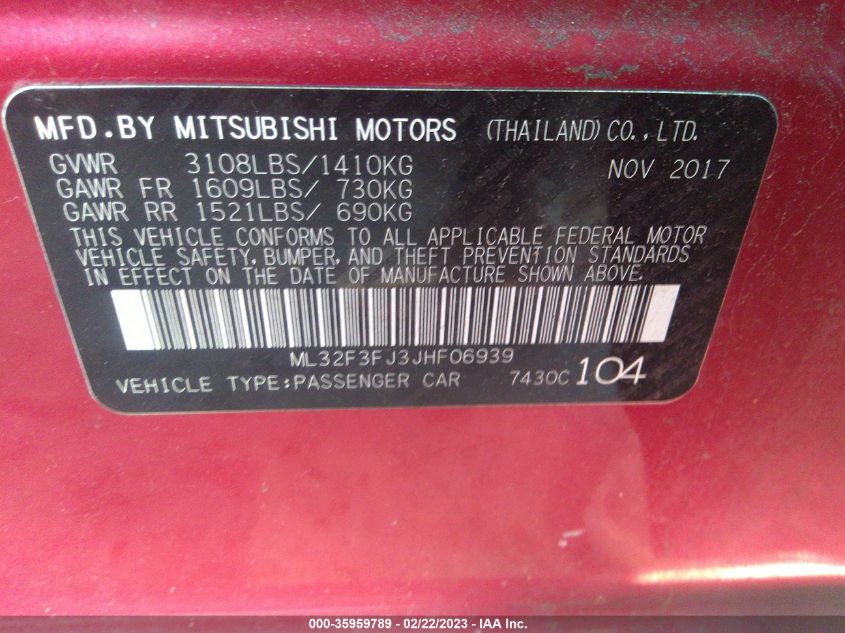 MFD.BY MITSUBISHI MOTORS (THAILAND)CO.,LTD.
GVWR 3108LBS/1410KG NOV 2017
GAWR FR 1609LBS/ 730KG
GAWR RR 1521LBS/ 690KG
THIS VEHICLE CONFORMS TO ALL APPLICABLE FEDERAL MOTOR
VEHICLE SAFETY, BUMPER, AND THEFT PREVENTION STANDARDS
IN EFFECT ON THE DATE OF MANUFACTURE SHOWN ABOVE.
ML32F3FJ3JHF06939
VEHICLE TYPE:PASSENGER CAR 7430C 104
000-35959789 - 02/22/2023 - IAA Inc.